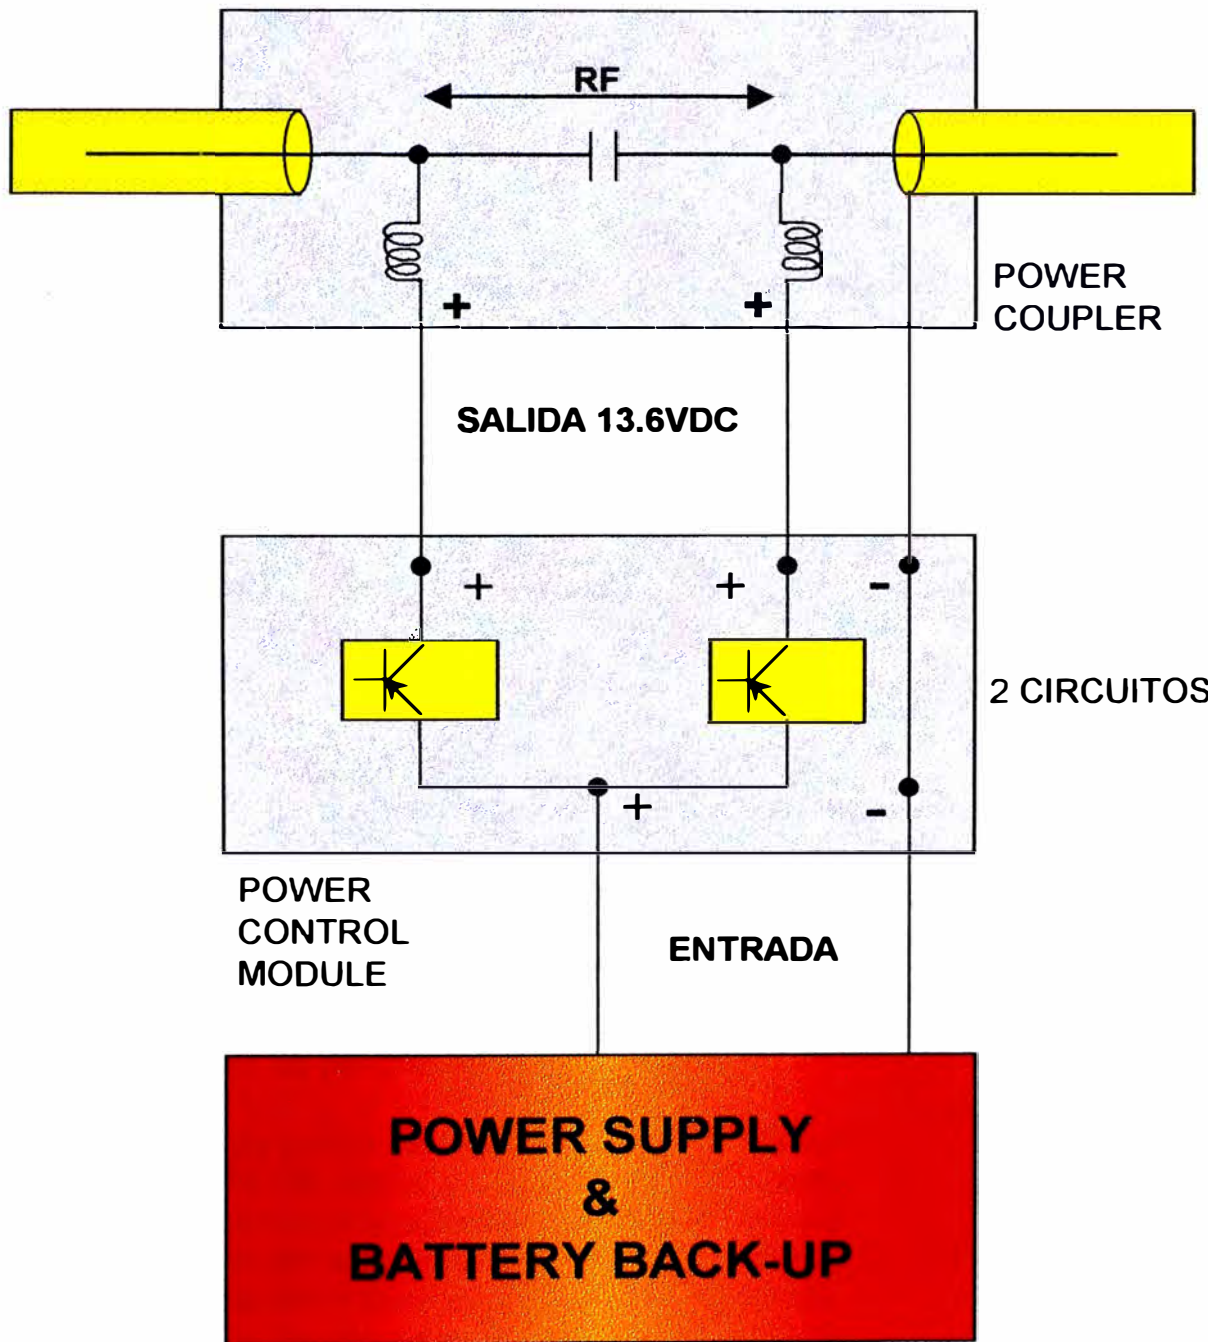 RF
+ +
POWER
COUPLER
SALIDA 13.6VDC
+ + -
2 CIRCUITOS
+ -
POWER
CONTROL
MODULE
ENTRADA
POWER SUPPLY
&
BATTERY BACK-UP